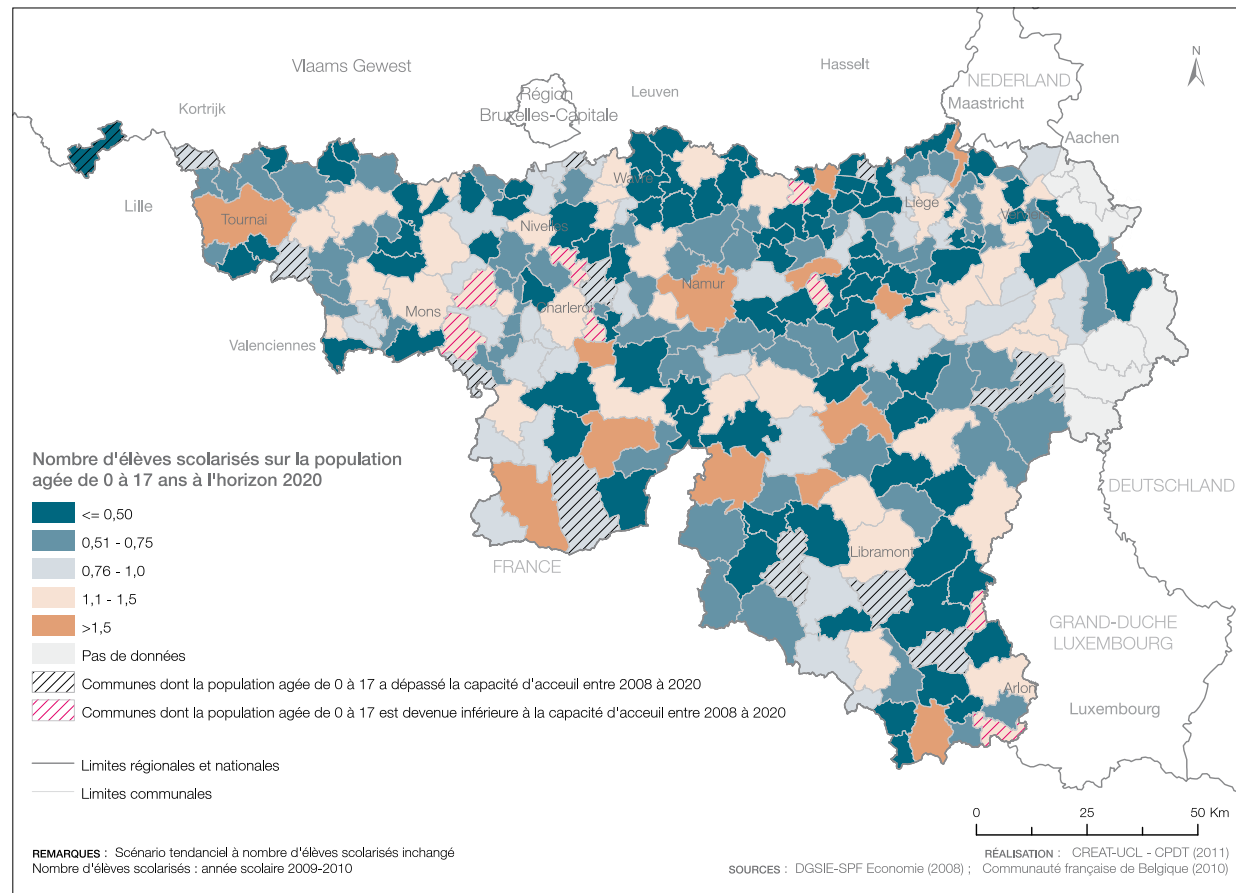 Vlaams Gewest
Hasselt
N
NEDERLAND
Maastricht
Kortrijk
Région
Bruxelles-Capitale
Leuven
Aachen
Wavre
Lille
Tournai
Nivelles
Liège
Verviers
Namur
Mons
Charleroi
Valenciennes
Nombre d'élèves scolarisés sur la population
agée de 0 à 17 ans à l'horizon 2020
<= 0,50
0,51 - 0,75
0,76 - 1,0
1,1 - 1,5
>1,5
Pas de données
Communes dont la population agée de 0 à 17 a dépassé la capacité d'acceuil entre 2008 à 2020
Communes dont la population agée de 0 à 17 est devenue inférieure à la capacité d'acceuil entre 2008 à 2020
Limites régionales et nationales
Limites communales
DEUTSCHLAND
FRANCE
Libramont
GRAND-DUCHE
LUXEMBOURG
Arlon
Luxembourg
0 25 50 Km
REMARQUES : Scénario tendanciel à nombre d'élèves scolarisés inchangé
Nombre d'élèves scolarisés : année scolaire 2009-2010
RÉALISATION : CREAT-UCL - CPDT (2011)
SOURCES : DGSIE-SPF Economie (2008) ; Communauté française de Belgique (2010)